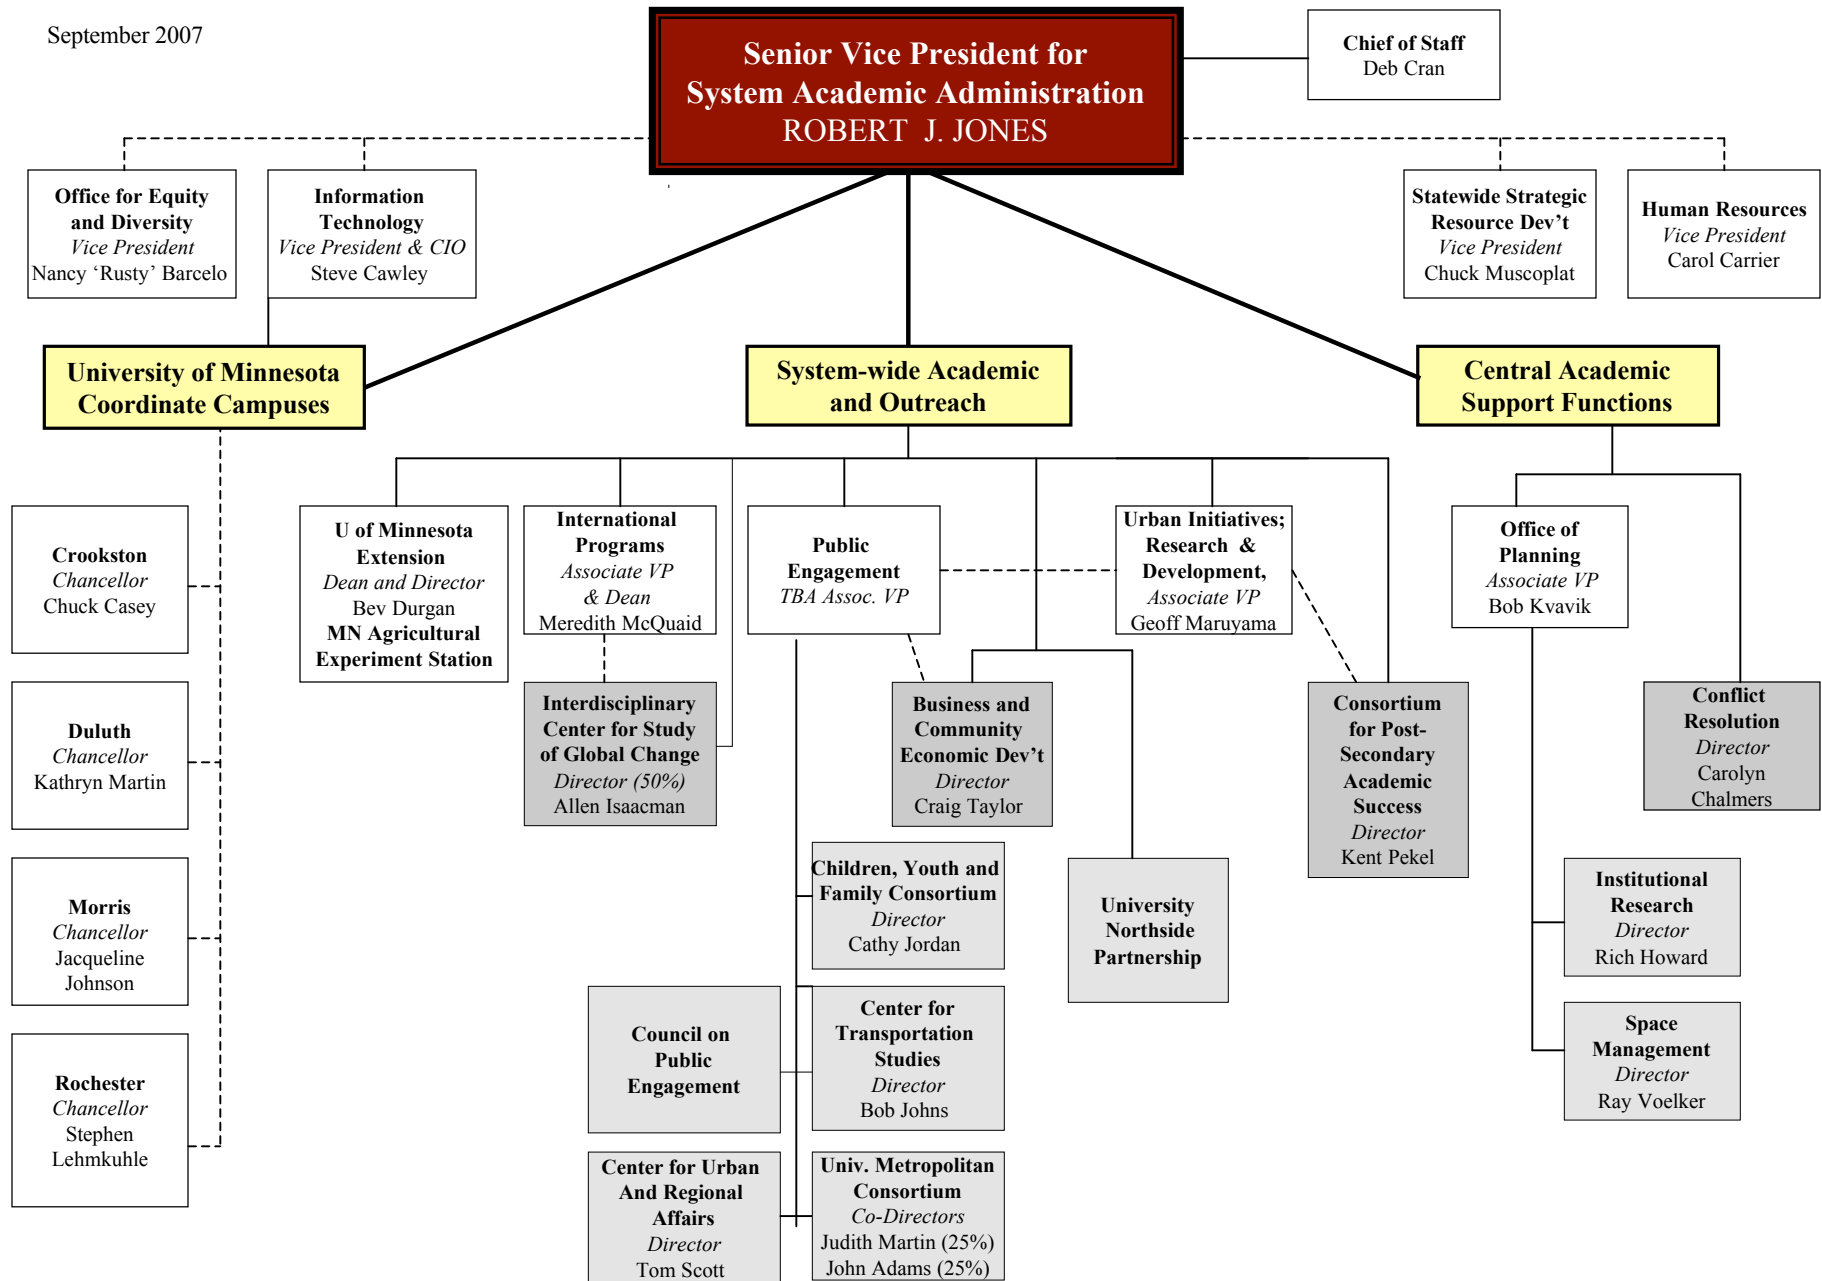 September 2007
Senior Vice President for
System Academic Administration
ROBERT J. JONES
Chief of Staff
Deb Cran
Office for Equity
and Diversity
Vice President
Nancy ‘Rusty’ Barcelo
Information
Technology
Vice President & CIO
Steve Cawley
Statewide Strategic
Resource Dev’t
Vice President
Chuck Muscoplat
Human Resources
Vice President
Carol Carrier
University of Minnesota
Coordinate Campuses
System-wide Academic
and Outreach
Central Academic
Support Functions
Crookston
Chancellor
Chuck Casey
Duluth
Chancellor
Kathryn Martin
Morris
Chancellor
Jacqueline
Johnson
Rochester
Chancellor
Stephen
Lehmkuhle
U of Minnesota
Extension
Dean and Director
Bev Durgan
MN Agricultural
Experiment Station
International
Programs
Associate VP
& Dean
Meredith McQuaid
Public
Engagement
TBA Assoc. VP
Urban Initiatives;
Research &
Development,
Associate VP
Geoff Maruyama
Office of
Planning
Associate VP
Bob Kvavik
Interdisciplinary
Center for Study
of Global Change
Director (50%)
Allen Isaacman
Business and
Community
Economic Dev’t
Director
Craig Taylor
Consortium
for Post-
Secondary
Academic
Success
Director
Kent Pekel
Conflict
Resolution
Director
Carolyn
Chalmers
Children, Youth and
Family Consortium
Director
Cathy Jordan
University
Northside
Partnership
Institutional
Research
Director
Rich Howard
Council on
Public
Engagement
Center for
Transportation
Studies
Director
Bob Johns
Space
Management
Director
Ray Voelker
Center for Urban
And Regional
Affairs
Director
Tom Scott
Univ. Metropolitan
Consortium
Co-Directors
Judith Martin (25%)
John Adams (25%)